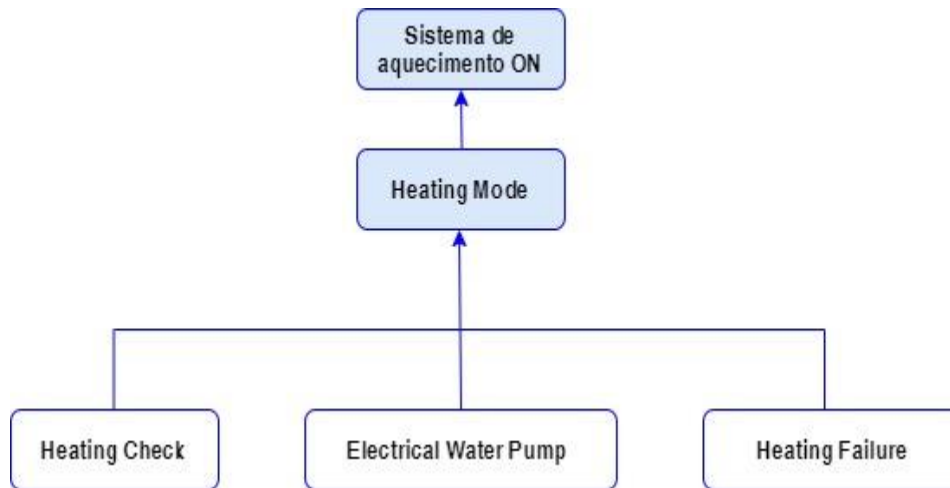 Sistema de
aquecimento ON
Heating Mode
Heating Check
Electrical Water Pump
Heating Failure